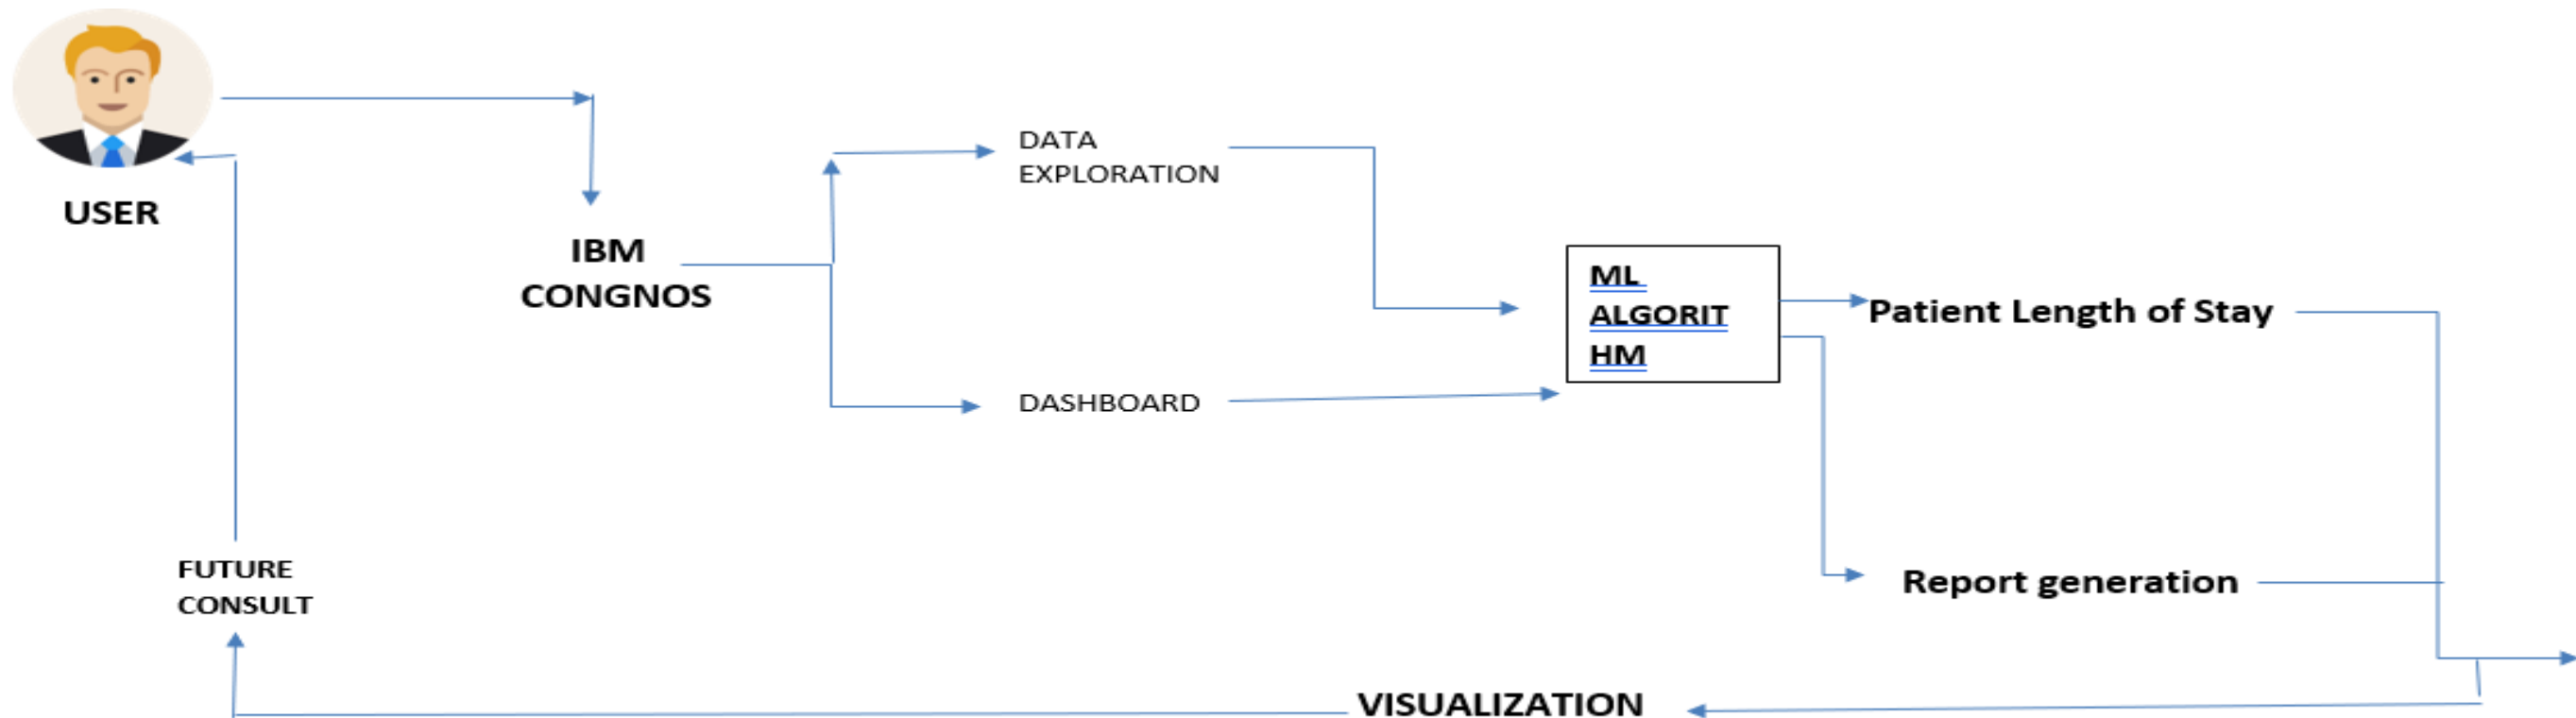 USER
IBM
CONGNOS
DATA
EXPLORATION
DASHBOARD
ML
ALGORIT
HM
Patient Length of Stay
Report generation
VISUALIZATION
FUTURE
CONSULT